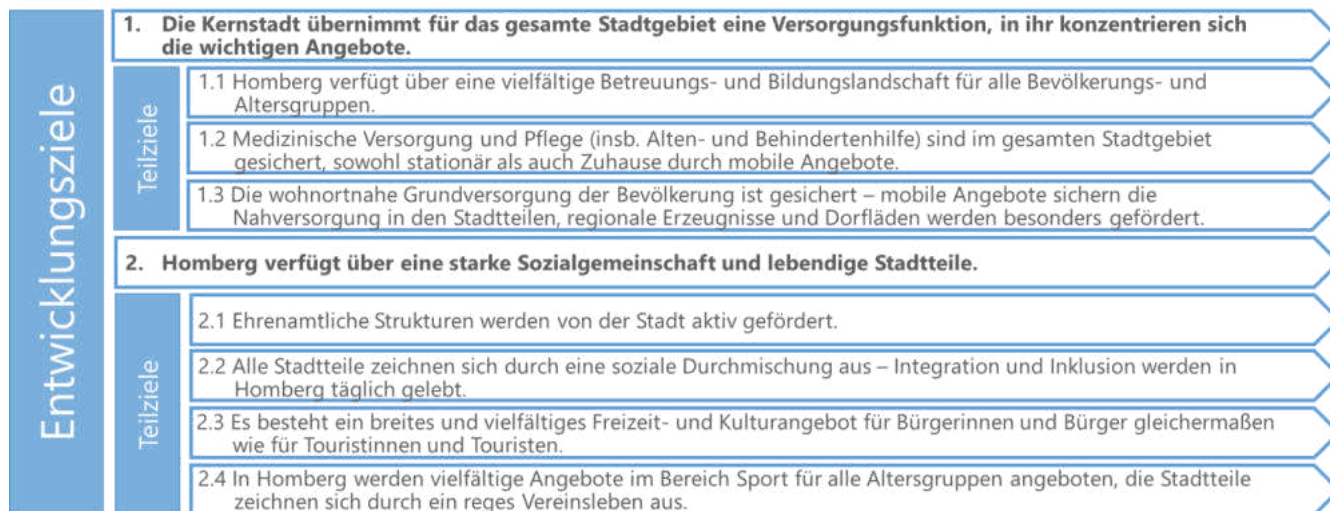 Entwicklungsziele
1. Die Kernstadt übernimmt für das gesamte Stadtgebiet eine Versorgungsfunktion, in ihr konzentrieren sich
die wichtigen Angebote.
Teilziele
1.1 Homberg verfügt über eine vielfältige Betreuungs- und Bildungslandschaft für alle Bevölkerungs- und
Altersgruppen.
1.2 Medizinische Versorgung und Pflege (insb. Alten- und Behindertenhilfe) sind im gesamten Stadtgebiet
gesichert, sowohl stationär als auch Zuhause durch mobile Angebote.
1.3 Die wohnortnahe Grundversorgung der Bevölkerung ist gesichert – mobile Angebote sichern die
Nahversorgung in den Stadtteilen, regionale Erzeugnisse und Dorfläden werden besonders gefördert.
2. Homberg verfügt über eine starke Sozialgemeinschaft und lebendige Stadtteile.
Teilziele
2.1 Ehrenamtliche Strukturen werden von der Stadt aktiv gefördert.
2.2 Alle Stadtteile zeichnen sich durch eine soziale Durchmischung aus – Integration und Inklusion werden in
Homberg täglich gelebt.
2.3 Es besteht ein breites und vielfältiges Freizeit- und Kulturangebot für Bürgerinnen und Bürger gleichermaßen
wie für Touristinnen und Touristen.
2.4 In Homberg werden vielfältige Angebote im Bereich Sport für alle Altersgruppen angeboten, die Stadtteile
zeichnen sich durch ein reges Vereinsleben aus.